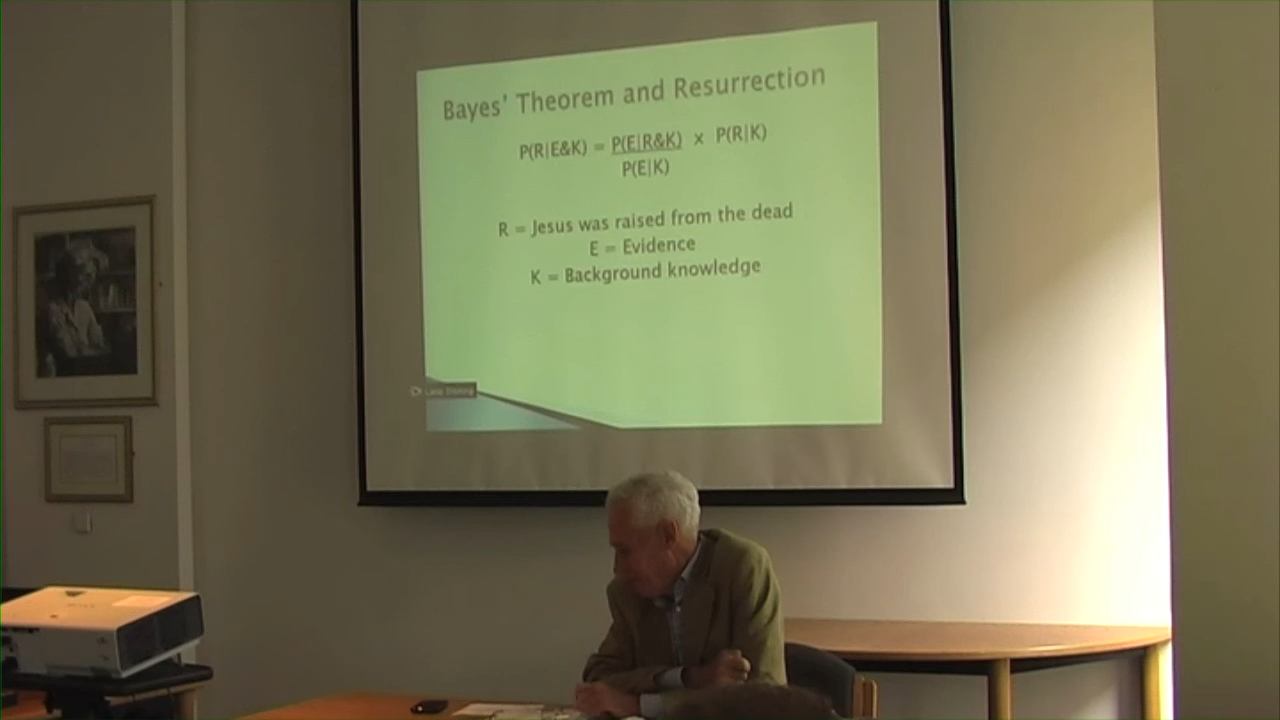 Bayes' Theorem and Resurrection
P(R|E&K) = P(E|R&K) x P(R|K)
P(E|K)
R = Jesus was raised from the dead
E = Evidence
K = Background knowledge